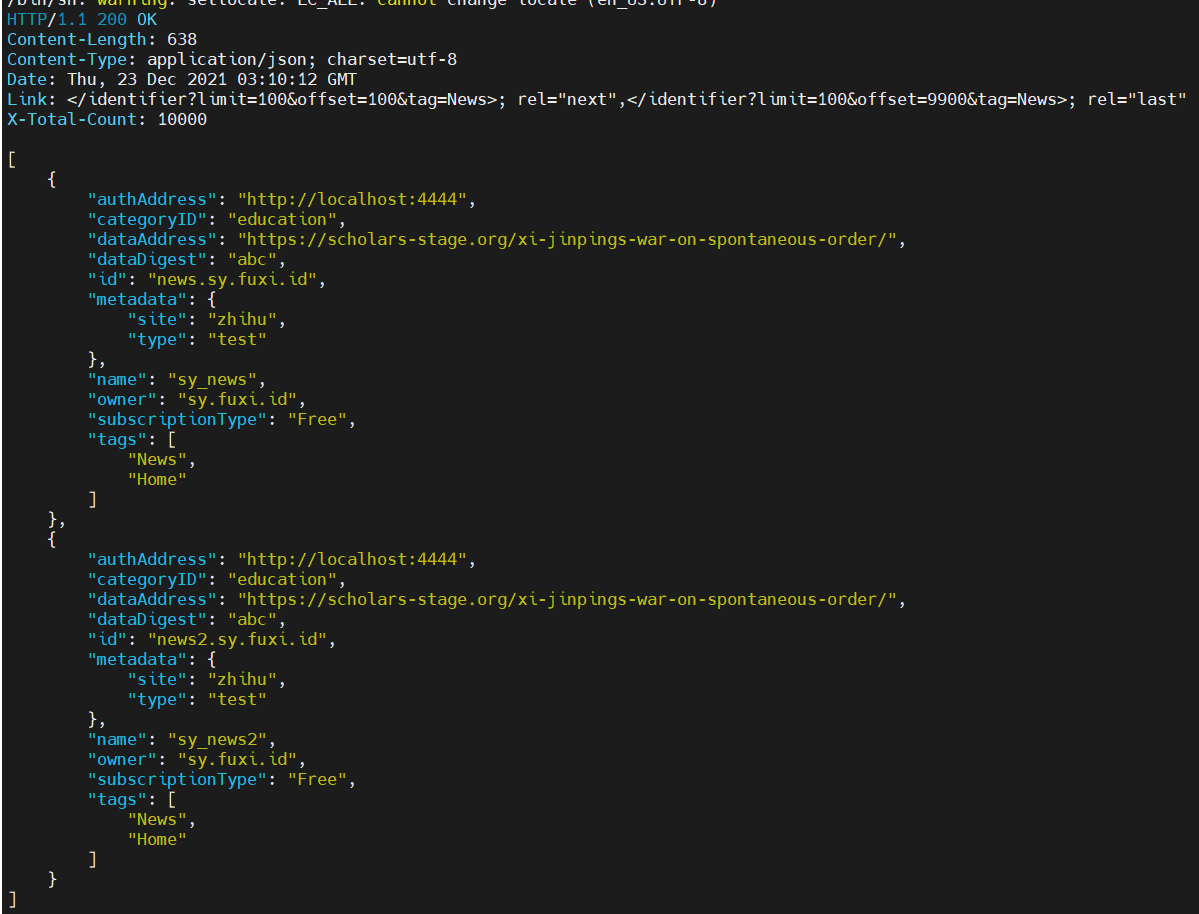 /bin/sh: warning: setlocale: LC_ALL: cannot change locale (en_US.UTF-8)
HTTP/1.1 200 OK
Content-Length: 638
Content-Type: application/json; charset=utf-8
Date: Thu, 23 Dec 2021 03:10:12 GMT
Link: </identifier?limit=100&offset=100&tag=News>; rel="next",</identifier?limit=100&offset=9900&tag=News>; rel="last"
X-Total-Count: 10000
[
    {
        "authAddress": "http://localhost:4444",
        "categoryID": "education",
        "dataAddress": "https://scholars-stage.org/xi-jinpings-war-on-spontaneous-order/",
        "dataDigest": "abc",
        "id": "news.sy.fuxi.id",
        "metadata": {
            "site": "zhihu",
            "type": "test"
        },
        "name": "sy_news",
        "owner": "sy.fuxi.id",
        "subscriptionType": "Free",
        "tags": [
            "News",
            "Home"
        ]
    },
    {
        "authAddress": "http://localhost:4444",
        "categoryID": "education",
        "dataAddress": "https://scholars-stage.org/xi-jinpings-war-on-spontaneous-order/",
        "dataDigest": "abc",
        "id": "news2.sy.fuxi.id",
        "metadata": {
            "site": "zhihu",
            "type": "test"
        },
        "name": "sy_news2",
        "owner": "sy.fuxi.id",
        "subscriptionType": "Free",
        "tags": [
            "News",
            "Home"
        ]
    }
]